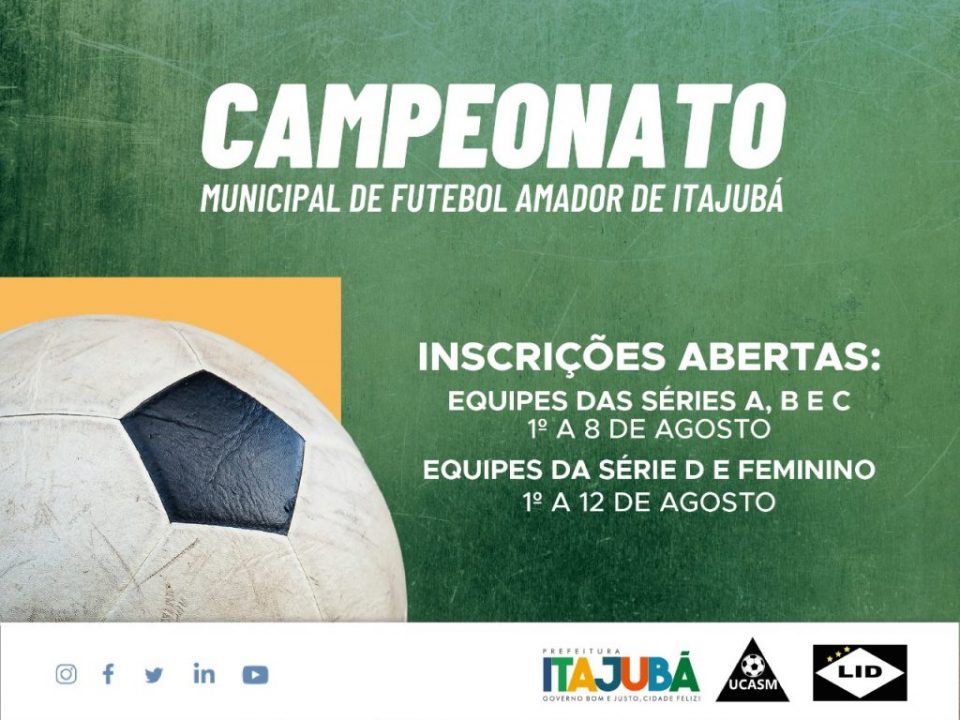 CAMPEONATO
MUNICIPAL DE FUTEBOL AMADOR DE ITAJUBÁ
INSCRIÇÕES ABERTAS:
EQUIPES DAS SÉRIES A, B E C
1º A 8 DE AGOSTO
EQUIPES DA SÉRIE D E FEMININO
1º A 12 DE AGOSTO
PREFEITURA
ITAJUBÁ
GOVERNO BOM E JUSTO, CIDADE FELIZ!
UCASM
LID